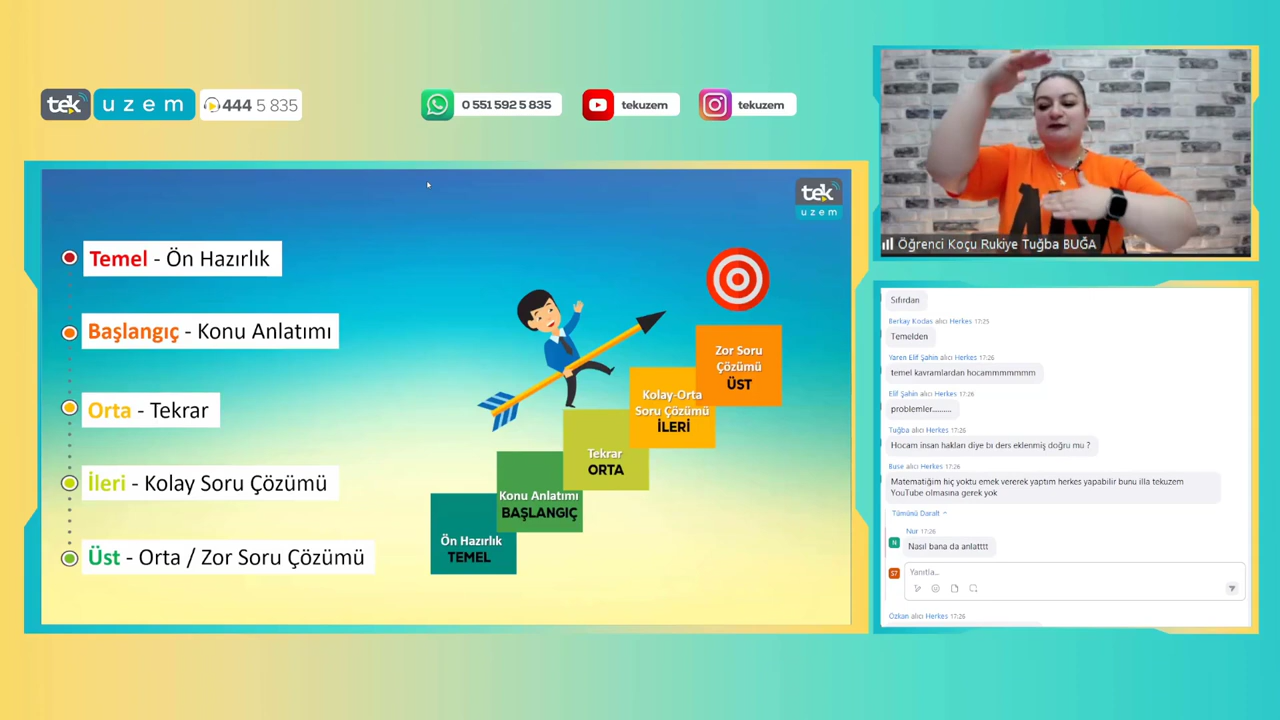 tek uzem 444 5 835
0 551 592 5 835
tekuzem
tekuzem
tek
uzem
Temel - Ön Hazırlık
Başlangıç - Konu Anlatımı
Orta - Tekrar
İleri - Kolay Soru Çözümü
Üst - Orta / Zor Soru Çözümü
Zor Soru
Çözümü
ÜST
Kolay-Orta
Soru Çözümü
İLERİ
Tekrar
ORTA
Konu Anlatımı
BAŞLANGIÇ
Ön Hazırlık
TEMEL
Öğrenci Koçu Rukiye Tuğba BUĞA
Sıfırdan
Berkay Kodas alıcı Herkes 17:25
Temelden
Yaren Elif Şahin alıcı Herkes 17:26
temel kavramlardan hocammmmmmm
Elif Şahin alıcı Herkes 17:26
problemler.........
Tuğba alıcı Herkes 17:26
Hocam insan hakları diye bı ders eklenmiş doğru mu ?
Buse alıcı Herkes 17:26
Matematiğim hiç yoktu emek vererek yaptım herkes yapabilir bunu illa tekuzem
YouTube olmasına gerek yok
Tümünü Daralt
Nur 17:26
N
Nasıl bana da anlatttt
Yanıtla...
Özkan alıcı Herkes 17:26